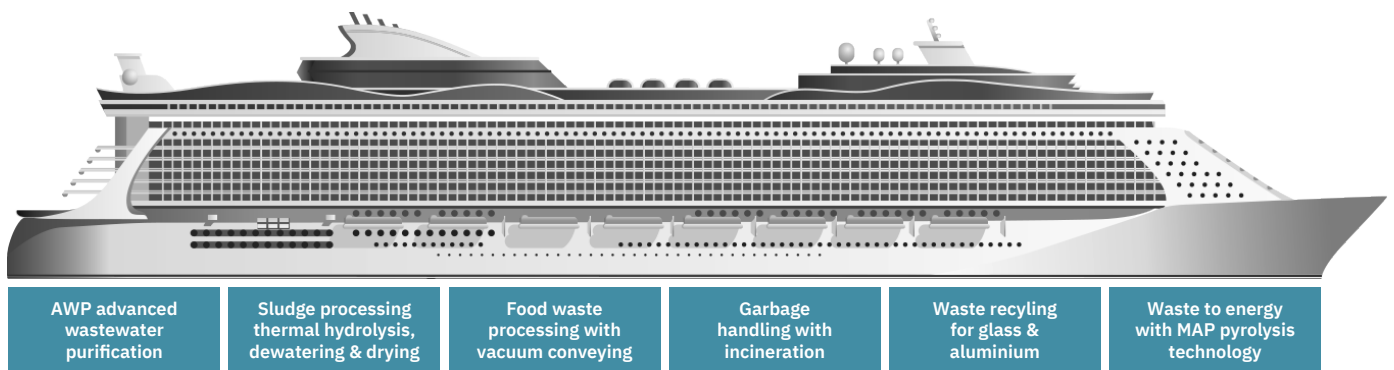 AWP advanced
wastewater
purification
Sludge processing
thermal hydrolysis,
dewatering & drying
Food waste
processing with
vacuum conveying
Garbage
handling with
incineration
Waste recyling
for glass &
aluminium
Waste to energy
with MAP pyrolysis
technology